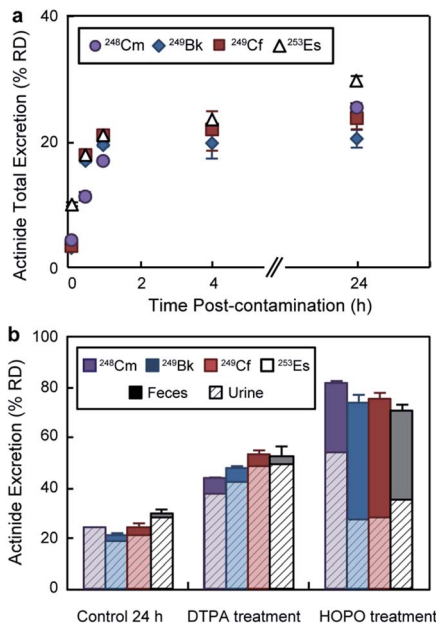 a
Actinide Total Excretion (% RD)
40
20
0
²⁴⁸Cm ²⁴⁹Bk ²⁴⁹Cf ²⁵³Es
0 2 4 24
Time Post-contamination (h)
b
Actinide Excretion (% RD)
100
80
60
40
20
0
²⁴⁸Cm ²⁴⁹Bk ²⁴⁹Cf ²⁵³Es
Feces Urine
Control 24 h DTPA treatment HOPO treatment